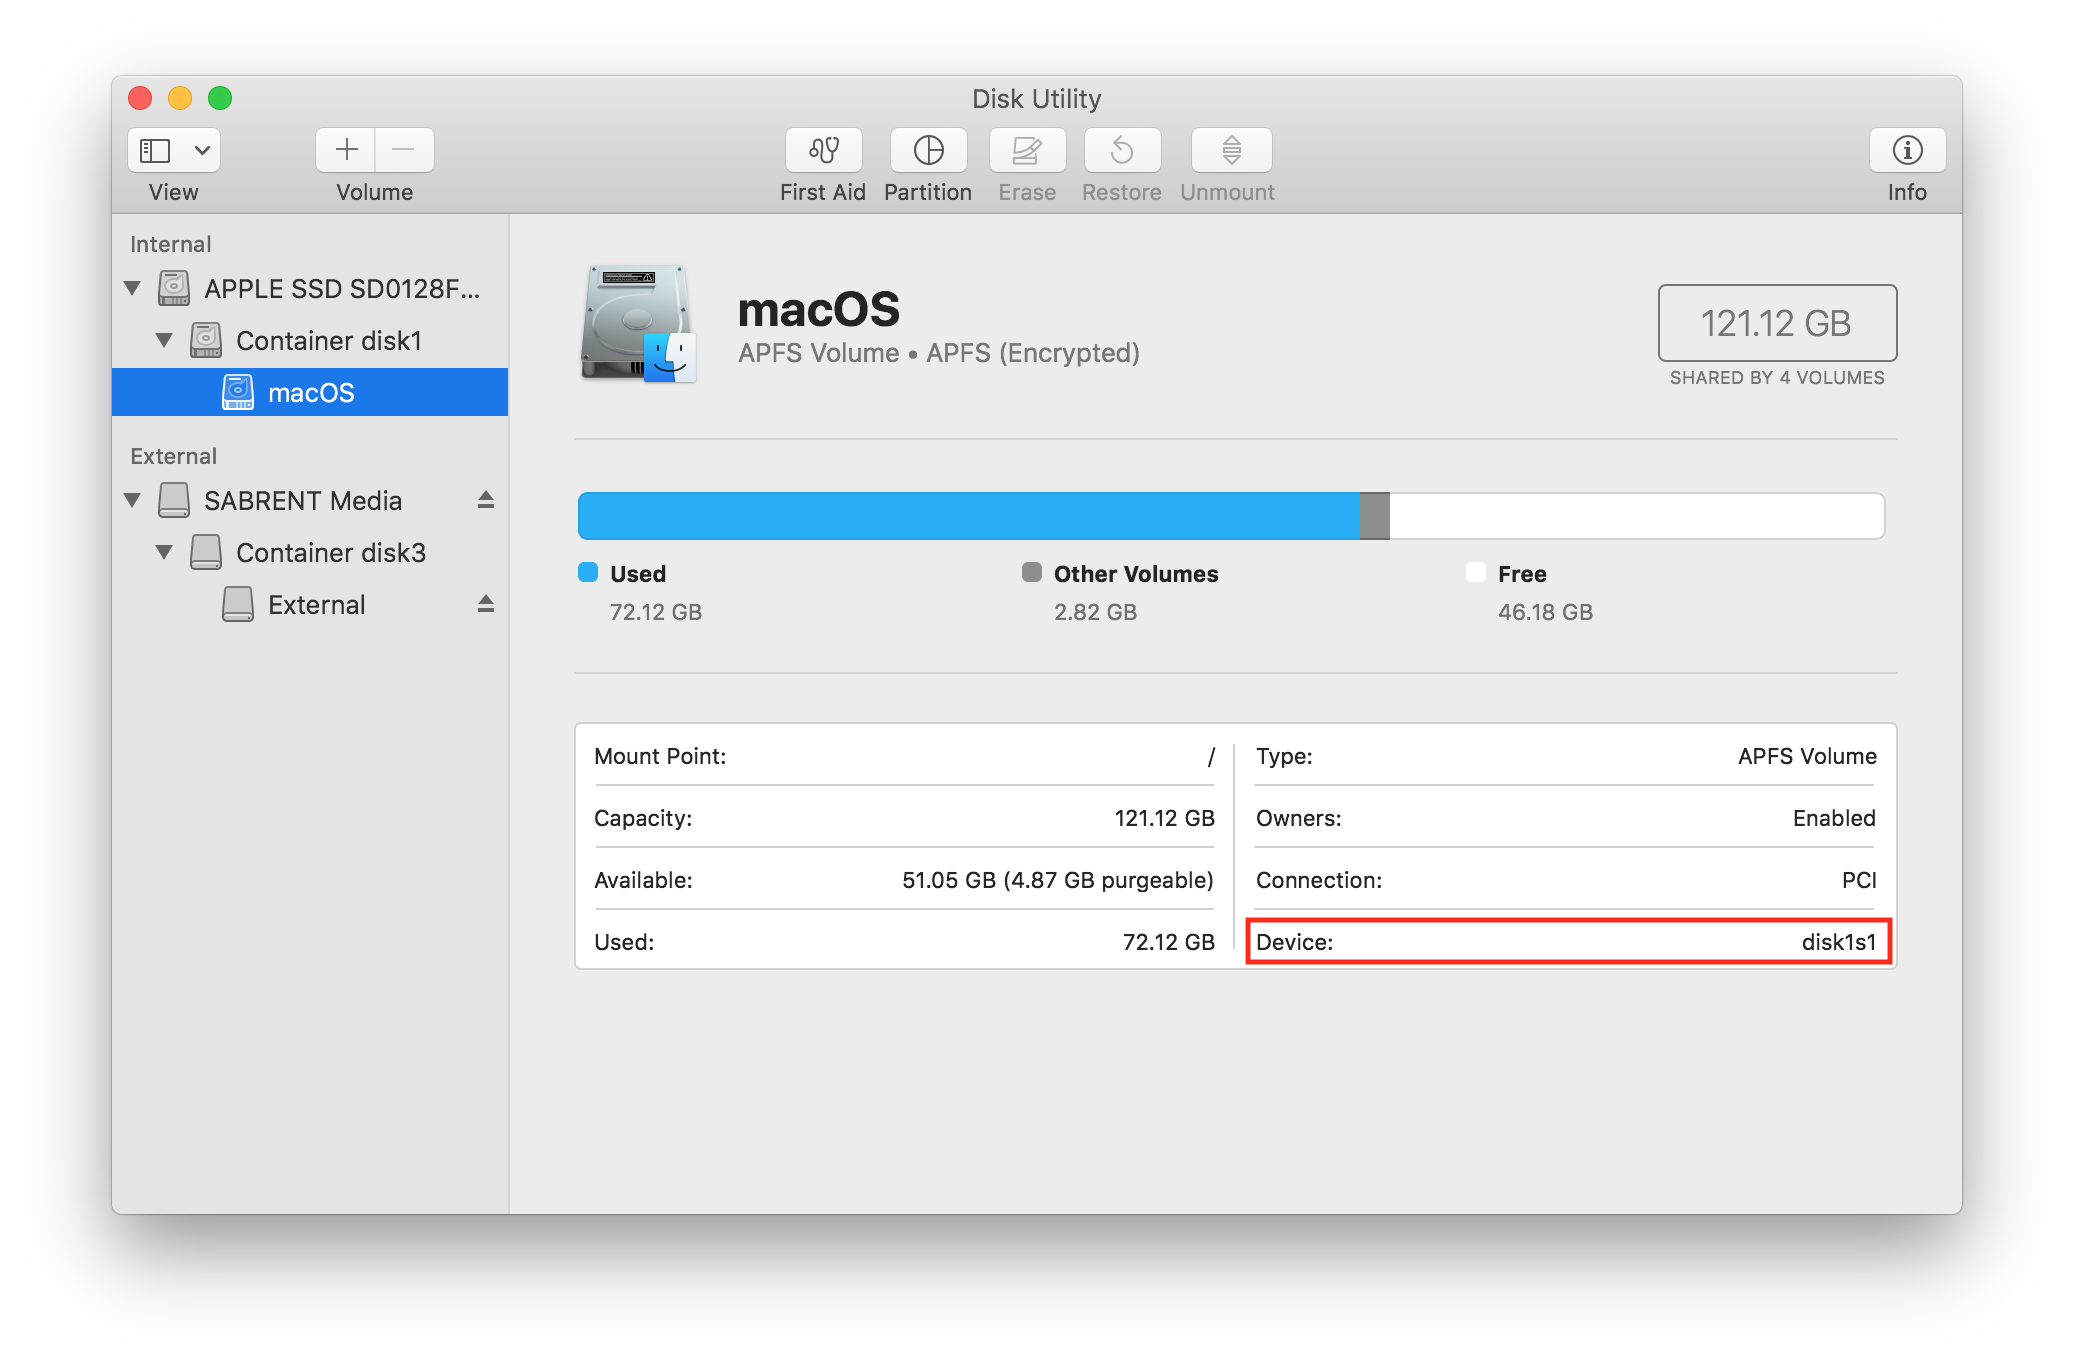 Disk Utility
View
Volume
First Aid
Partition
Erase
Restore
Unmount
Info
Internal
APPLE SSD SD0128F...
Container disk1
macOS
External
SABRENT Media
Container disk3
External
macOS
APFS Volume • APFS (Encrypted)
121.12 GB
SHARED BY 4 VOLUMES
Used
72.12 GB
Other Volumes
2.82 GB
Free
46.18 GB
Mount Point: /
Capacity: 121.12 GB
Available: 51.05 GB (4.87 GB purgeable)
Used: 72.12 GB
Type: APFS Volume
Owners: Enabled
Connection: PCI
Device: disk1s1